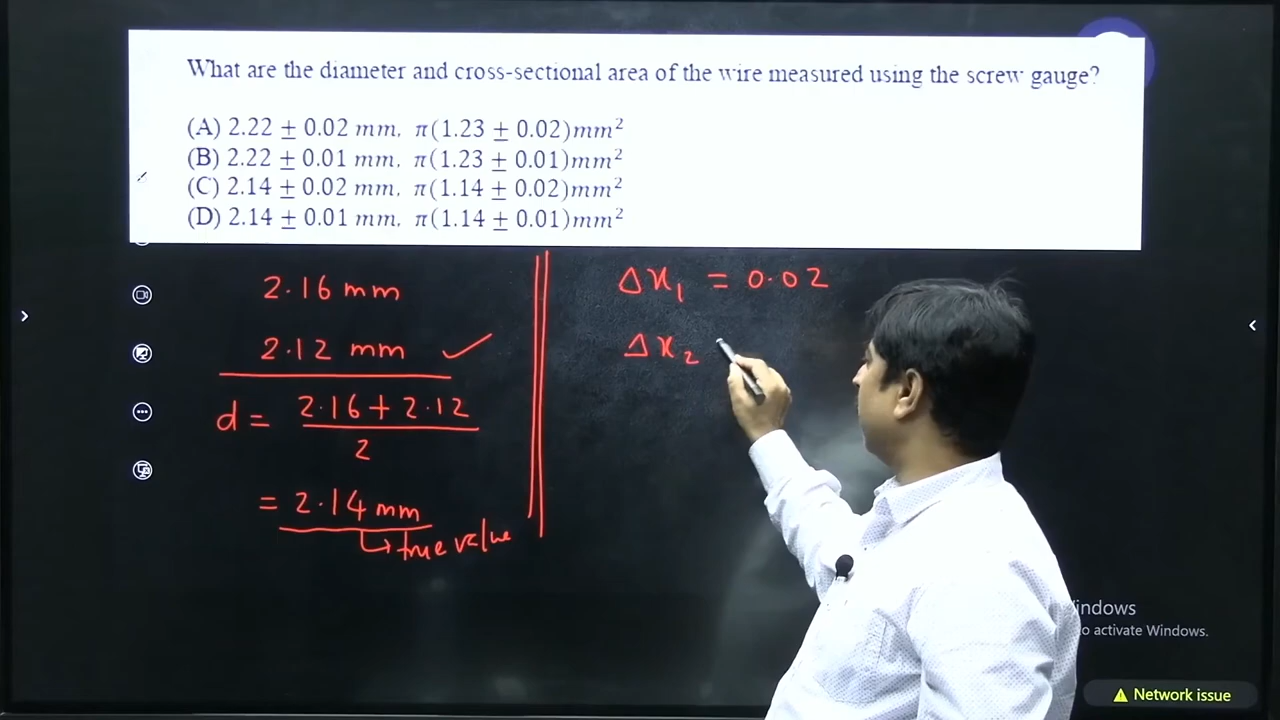 What are the diameter and cross-sectional area of the wire measured using the screw gauge?
(A) 2.22 ± 0.02 mm, π(1.23 ± 0.02)mm²
(B) 2.22 ± 0.01 mm, π(1.23 ± 0.01)mm²
(C) 2.14 ± 0.02 mm, π(1.14 ± 0.02)mm²
(D) 2.14 ± 0.01 mm, π(1.14 ± 0.01)mm²
2.16 mm
2.12 mm ✓
d = (2.16 + 2.12)/2
= 2.14 mm
↳ true value
Δx₁ = 0.02
Δx₂
indows
o activate Windows.
Network issue